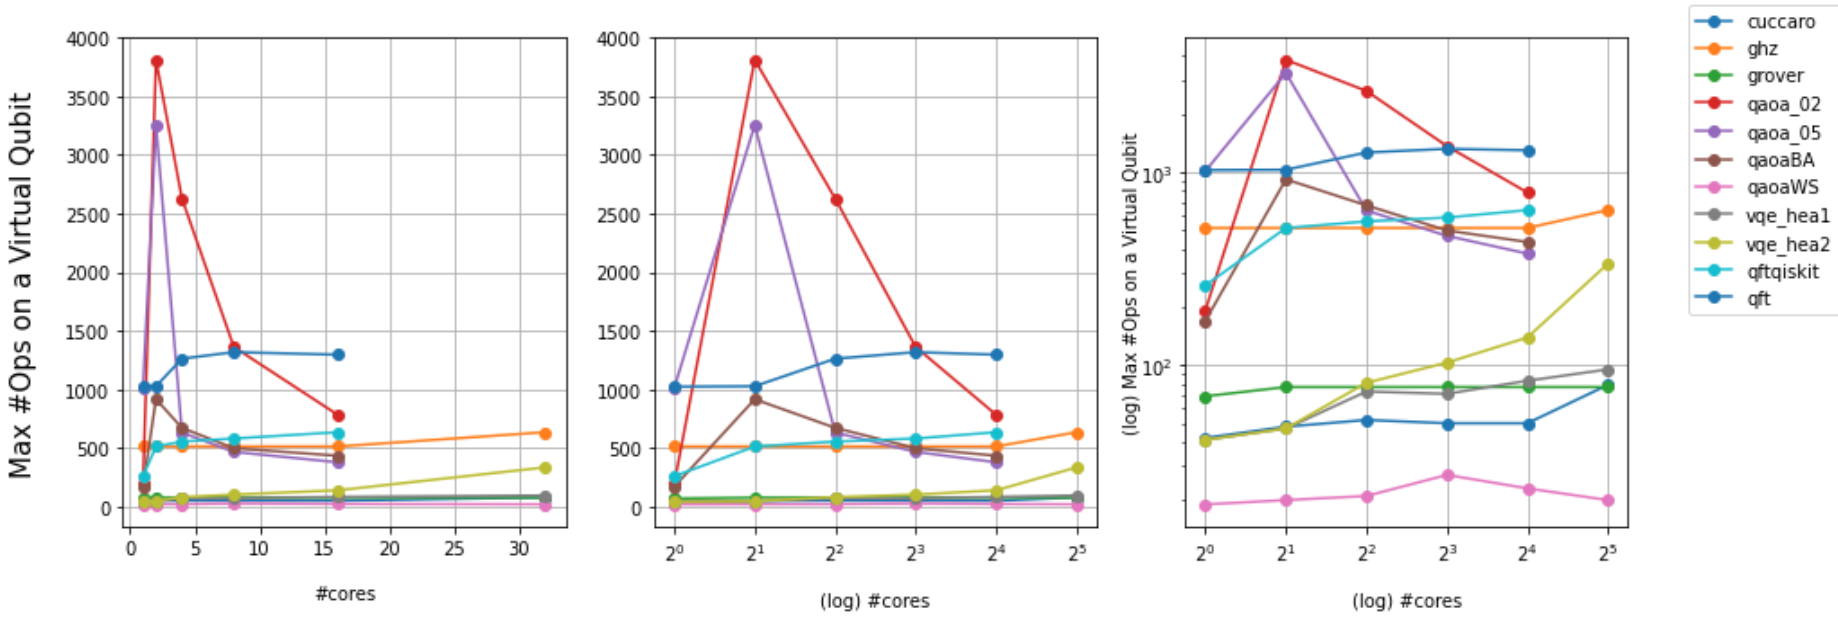 Max #Ops on a Virtual Qubit
4000
3500
3000
2500
2000
1500
1000
500
0
0 5 10 15 20 25 30
#cores
4000
3500
3000
2500
2000
1500
1000
500
0
2⁰ 2¹ 2² 2³ 2⁴ 2⁵
(log) #cores
(log) Max #Ops on a Virtual Qubit
10³
10²
2⁰ 2¹ 2² 2³ 2⁴ 2⁵
(log) #cores
cuccaro
ghz
grover
qaoa_02
qaoa_05
qaoaBA
qaoaWS
vqe_hea1
vqe_hea2
qftqiskit
qft